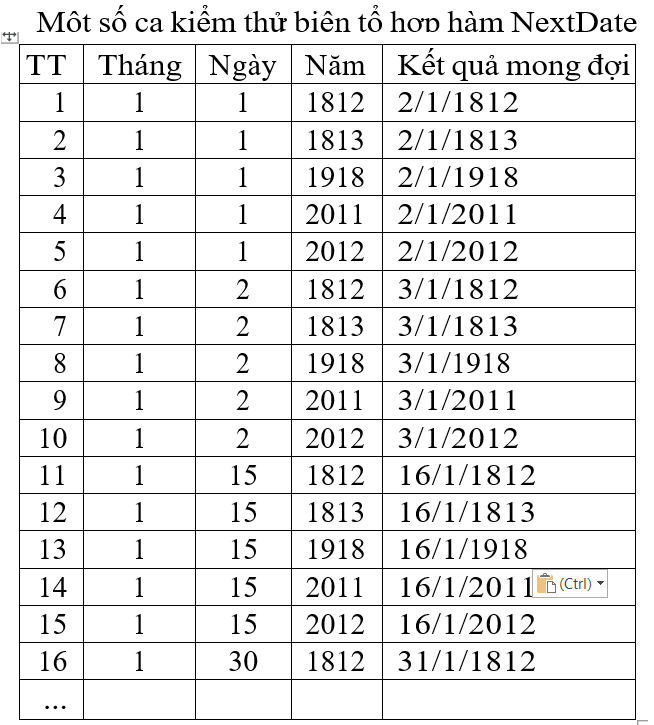 Một số ca kiểm thử biên tổ hợp hàm NextDate
TT Tháng Ngày Năm Kết quả mong đợi
1 1 1 1812 2/1/1812
2 1 1 1813 2/1/1813
3 1 1 1918 2/1/1918
4 1 1 2011 2/1/2011
5 1 1 2012 2/1/2012
6 1 2 1812 3/1/1812
7 1 2 1813 3/1/1813
8 1 2 1918 3/1/1918
9 1 2 2011 3/1/2011
10 1 2 2012 3/1/2012
11 1 15 1812 16/1/1812
12 1 15 1813 16/1/1813
13 1 15 1918 16/1/1918
14 1 15 2011 16/1/2011 (Ctrl)
15 1 15 2012 16/1/2012
16 1 30 1812 31/1/1812
...